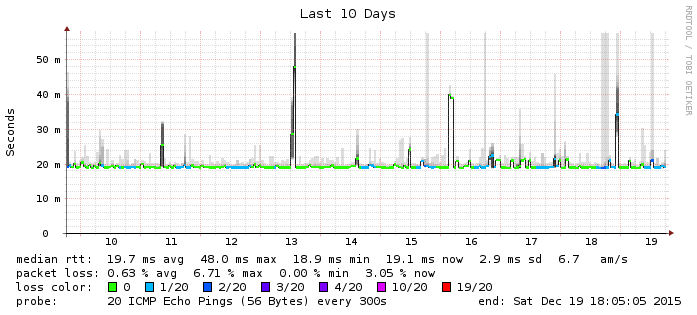 Last 10 Days
RRDTOOL / TOBI OETIKER
Seconds
50 m
40 m
30 m
20 m
10 m
0
10 11 12 13 14 15 16 17 18 19
median rtt: 19.7 ms avg 48.0 ms max 18.9 ms min 19.1 ms now 2.9 ms sd 6.7 am/s
packet loss: 0.63 % avg 6.71 % max 0.00 % min 3.05 % now
loss color: 0 1/20 2/20 3/20 4/20 10/20 19/20
probe: 20 ICMP Echo Pings (56 Bytes) every 300s end: Sat Dec 19 18:05:05 2015